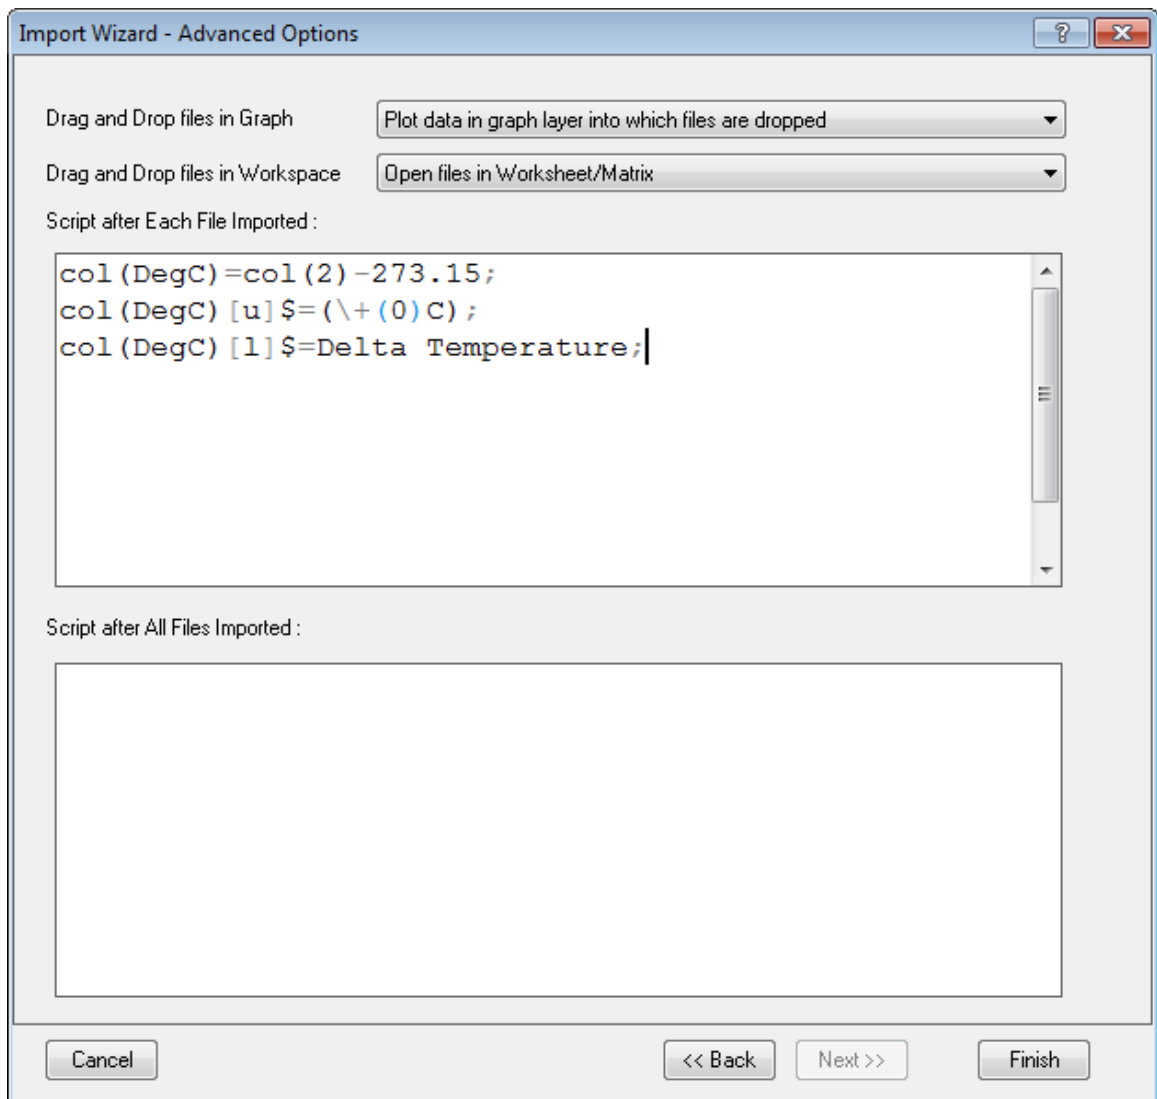 Import Wizard - Advanced Options
?
Drag and Drop files in Graph
Plot data in graph layer into which files are dropped
Drag and Drop files in Workspace
Open files in Worksheet/Matrix
Script after Each File Imported :
col(DegC)=col(2)-273.15;
col(DegC)[u]$=(\+(0)C);
col(DegC)[l]$=Delta Temperature;
Script after All Files Imported :
Cancel
<< Back
Next >>
Finish